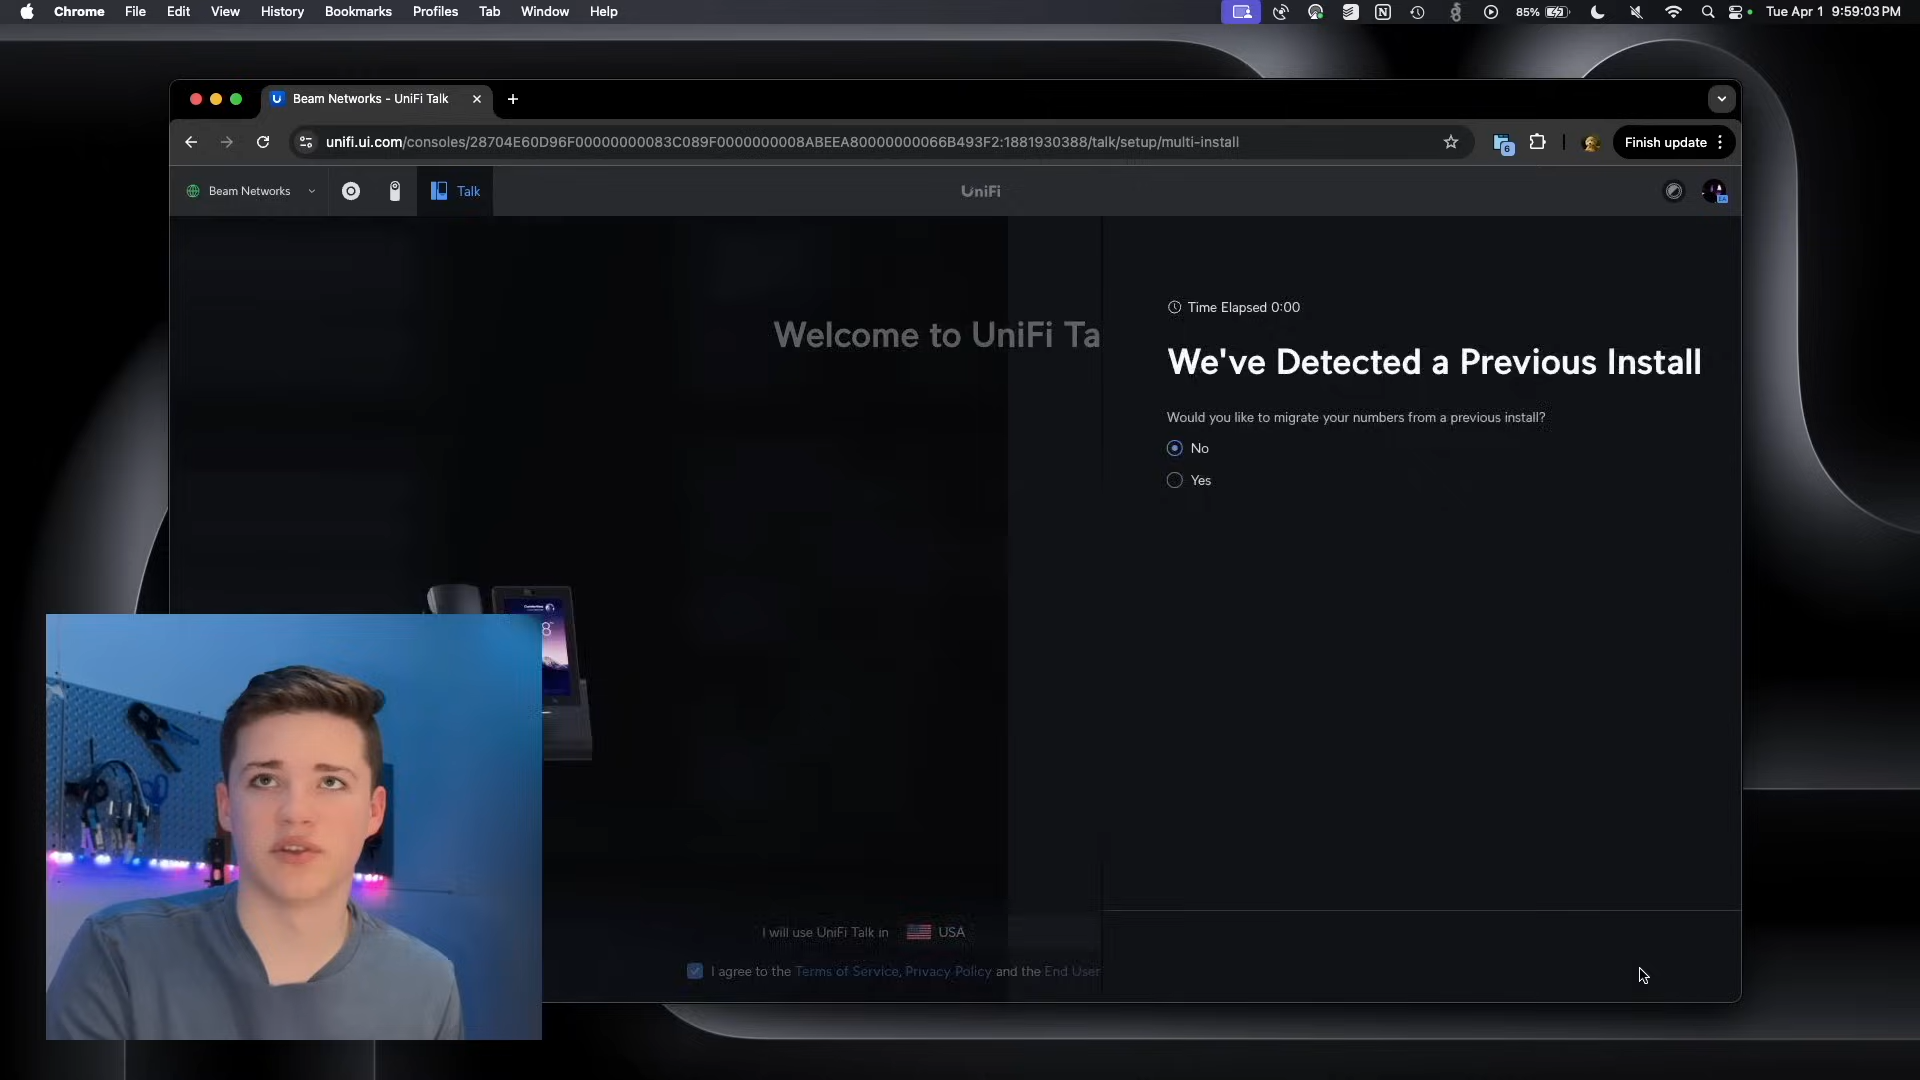 Chrome File Edit View History Bookmarks Profiles Tab Window Help
85% Tue Apr 1 9:59:03 PM
Beam Networks - UniFi Talk
unifi.ui.com/consoles/28704E60D96F00000000083C089F0000000008ABEEA80000000066B493F2:1881930388/talk/setup/multi-install
6
Finish update
Beam Networks
Talk
UniFi
Time Elapsed 0:00
Welcome to UniFi Ta
We've Detected a Previous Install
Would you like to migrate your numbers from a previous install?
No
Yes
I will use UniFi Talk in USA
I agree to the Terms of Service, Privacy Policy and the End User